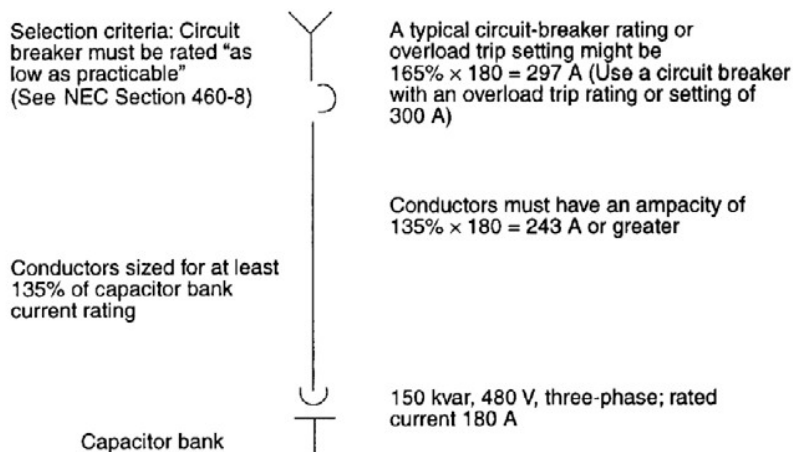 Selection criteria: Circuit
breaker must be rated “as
low as practicable”
(See NEC Section 460-8)
A typical circuit-breaker rating or
overload trip setting might be
165% × 180 = 297 A (Use a circuit breaker
with an overload trip rating or setting of
300 A)
Conductors must have an ampacity of
135% × 180 = 243 A or greater
Conductors sized for at least
135% of capacitor bank
current rating
150 kvar, 480 V, three-phase; rated
current 180 A
Capacitor bank